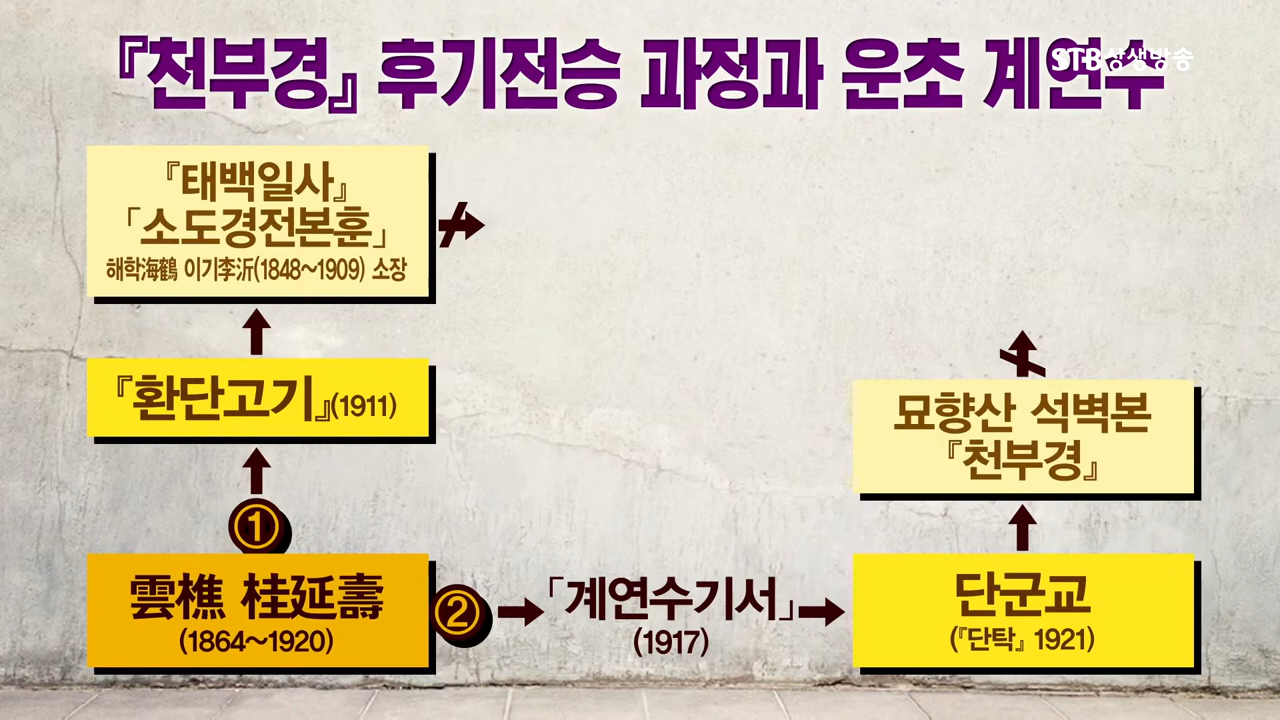 『천부경』 후기전승 과정과 운초 계연수
STB상생방송
『태백일사』
「소도경전본훈」
해학海鶴 이기李沂(1848~1909) 소장
『환단고기』(1911)
①
雲樵 桂延壽
(1864~1920)
②
「계연수기서」
(1917)
묘향산 석벽본
『천부경』
단군교
(『단탁』 1921)